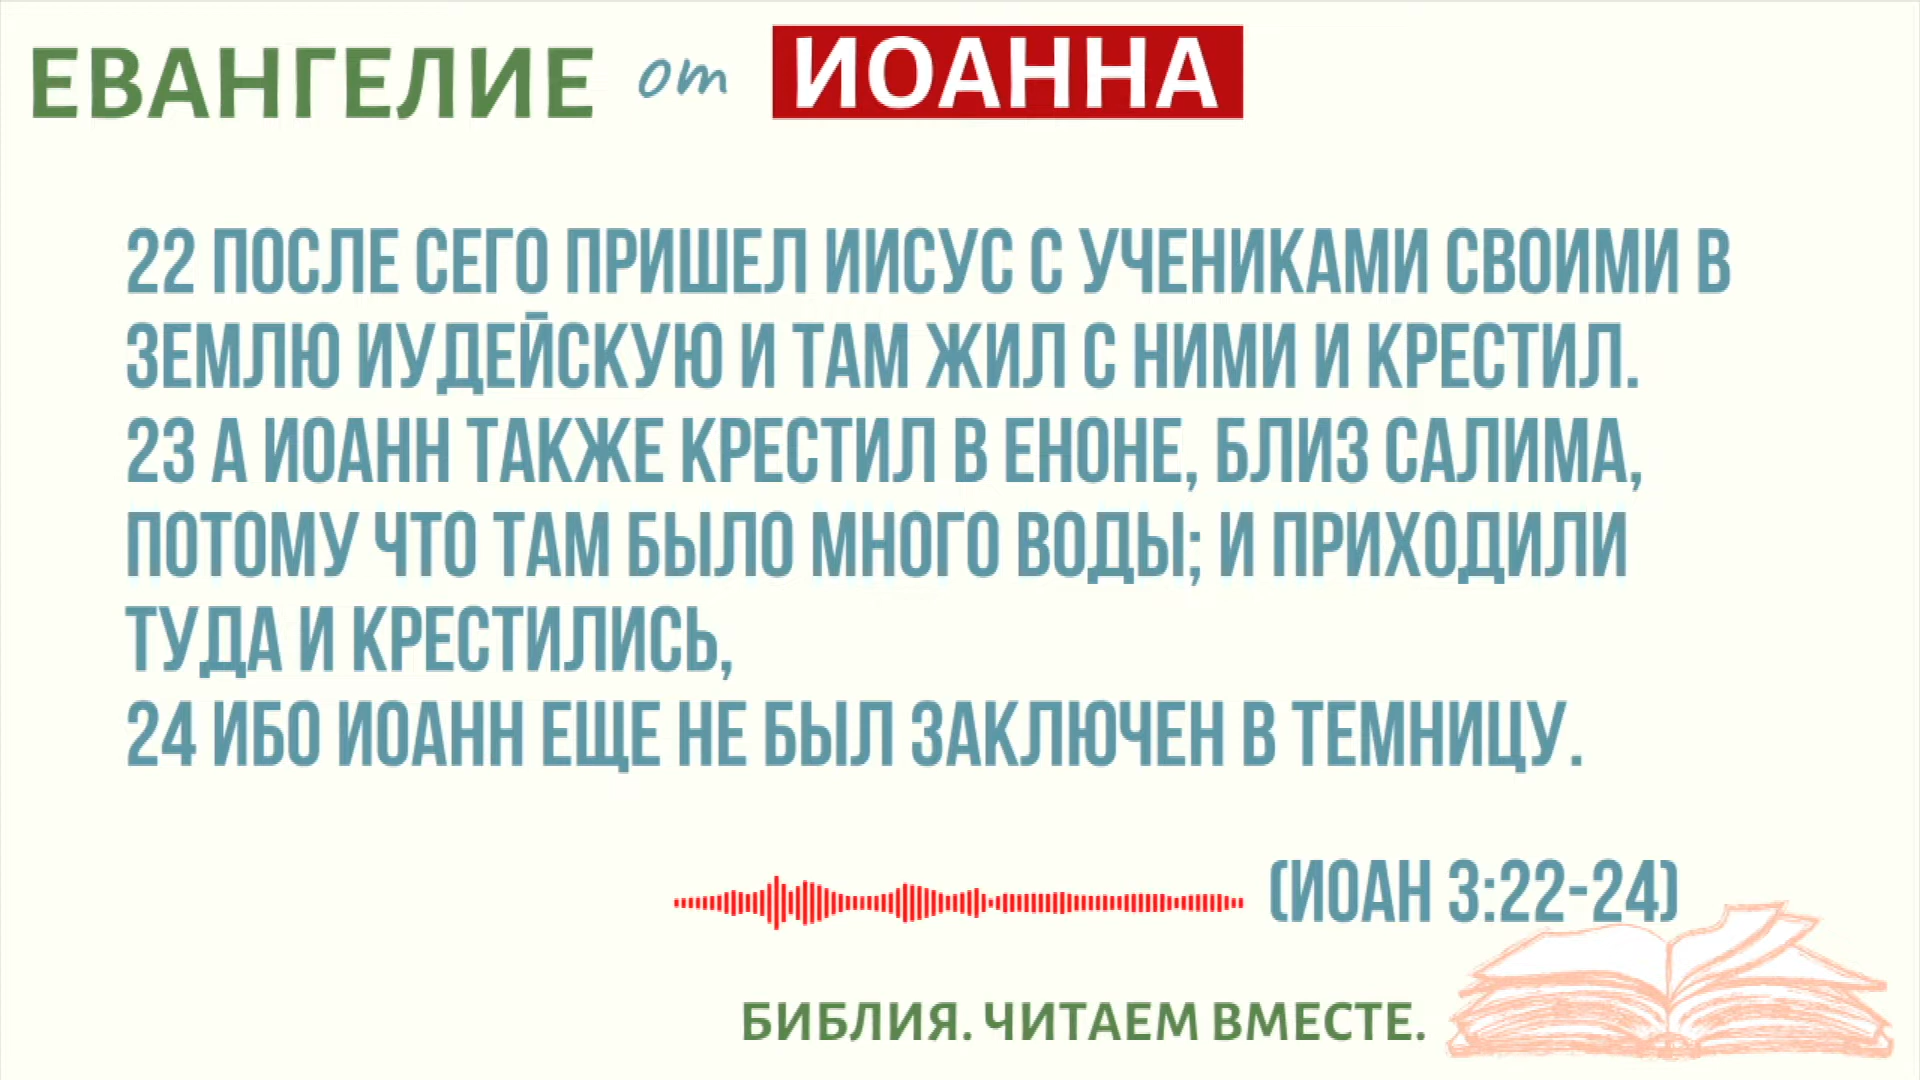 ЕВАНГЕЛИЕ от ИОАННА
22 ПОСЛЕ СЕГО ПРИШЕЛ ИИСУС С УЧЕНИКАМИ СВОИМИ В
ЗЕМЛЮ ИУДЕЙСКУЮ И ТАМ ЖИЛ С НИМИ И КРЕСТИЛ.
23 А ИОАНН ТАКЖЕ КРЕСТИЛ В ЕНОНЕ, БЛИЗ САЛИМА,
ПОТОМУ ЧТО ТАМ БЫЛО МНОГО ВОДЫ; И ПРИХОДИЛИ
ТУДА И КРЕСТИЛИСЬ,
24 ИБО ИОАНН ЕЩЕ НЕ БЫЛ ЗАКЛЮЧЕН В ТЕМНИЦУ.
(ИОАН 3:22-24)
БИБЛИЯ. ЧИТАЕМ ВМЕСТЕ.